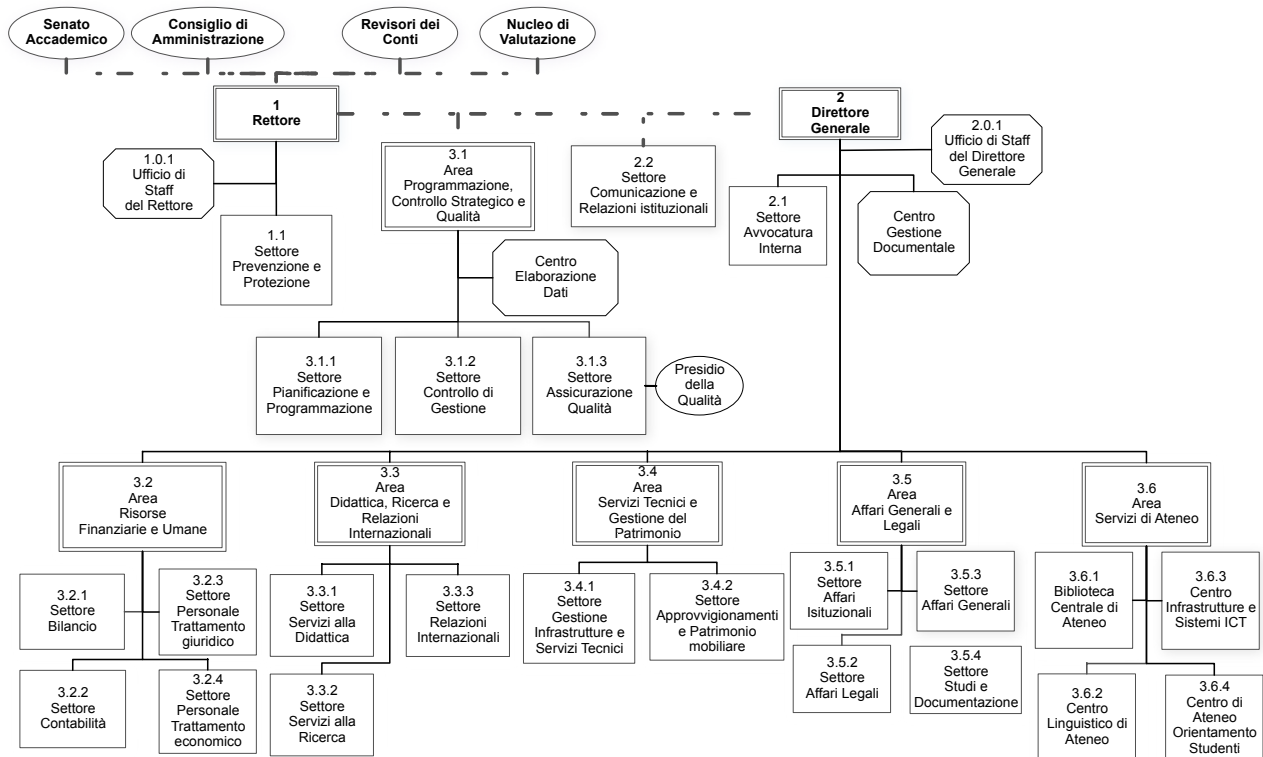 Senato
Accademico
Consiglio di
Amministrazione
Revisori dei
Conti
Nucleo di
Valutazione
1
Rettore
2
Direttore
Generale
1.0.1
Ufficio di
Staff
del Rettore
3.1
Area
Programmazione,
Controllo Strategico e
Qualità
2.2
Settore
Comunicazione e
Relazioni istituzionali
2.0.1
Ufficio di Staff
del Direttore
Generale
2.1
Settore
Avvocatura
Interna
Centro
Gestione
Documentale
1.1
Settore
Prevenzione e
Protezione
Centro
Elaborazione
Dati
3.1.1
Settore
Pianificazione e
Programmazione
3.1.2
Settore
Controllo di
Gestione
3.1.3
Settore
Assicurazione
Qualità
Presidio
della
Qualità
3.2
Area
Risorse
Finanziarie e Umane
3.3
Area
Didattica, Ricerca e
Relazioni
Internazionali
3.4
Area
Servizi Tecnici e
Gestione del
Patrimonio
3.5
Area
Affari Generali e
Legali
3.6
Area
Servizi di Ateneo
3.2.1
Settore
Bilancio
3.2.3
Settore
Personale
Trattamento
giuridico
3.2.2
Settore
Contabilità
3.2.4
Settore
Personale
Trattamento
economico
3.3.1
Settore
Servizi alla
Didattica
3.3.3
Settore
Relazioni
Internazionali
3.3.2
Settore
Servizi alla
Ricerca
3.4.1
Settore
Gestione
Infrastrutture e
Servizi Tecnici
3.4.2
Settore
Approvvigionamenti
e Patrimonio
mobiliare
3.5.1
Settore
Affari
Isituzionali
3.5.3
Settore
Affari Generali
3.5.2
Settore
Affari Legali
3.5.4
Settore
Studi e
Documentazione
3.6.1
Biblioteca
Centrale di
Ateneo
3.6.3
Centro
Infrastrutture e
Sistemi ICT
3.6.2
Centro
Linguistico di
Ateneo
3.6.4
Centro di
Ateneo
Orientamento
Studenti